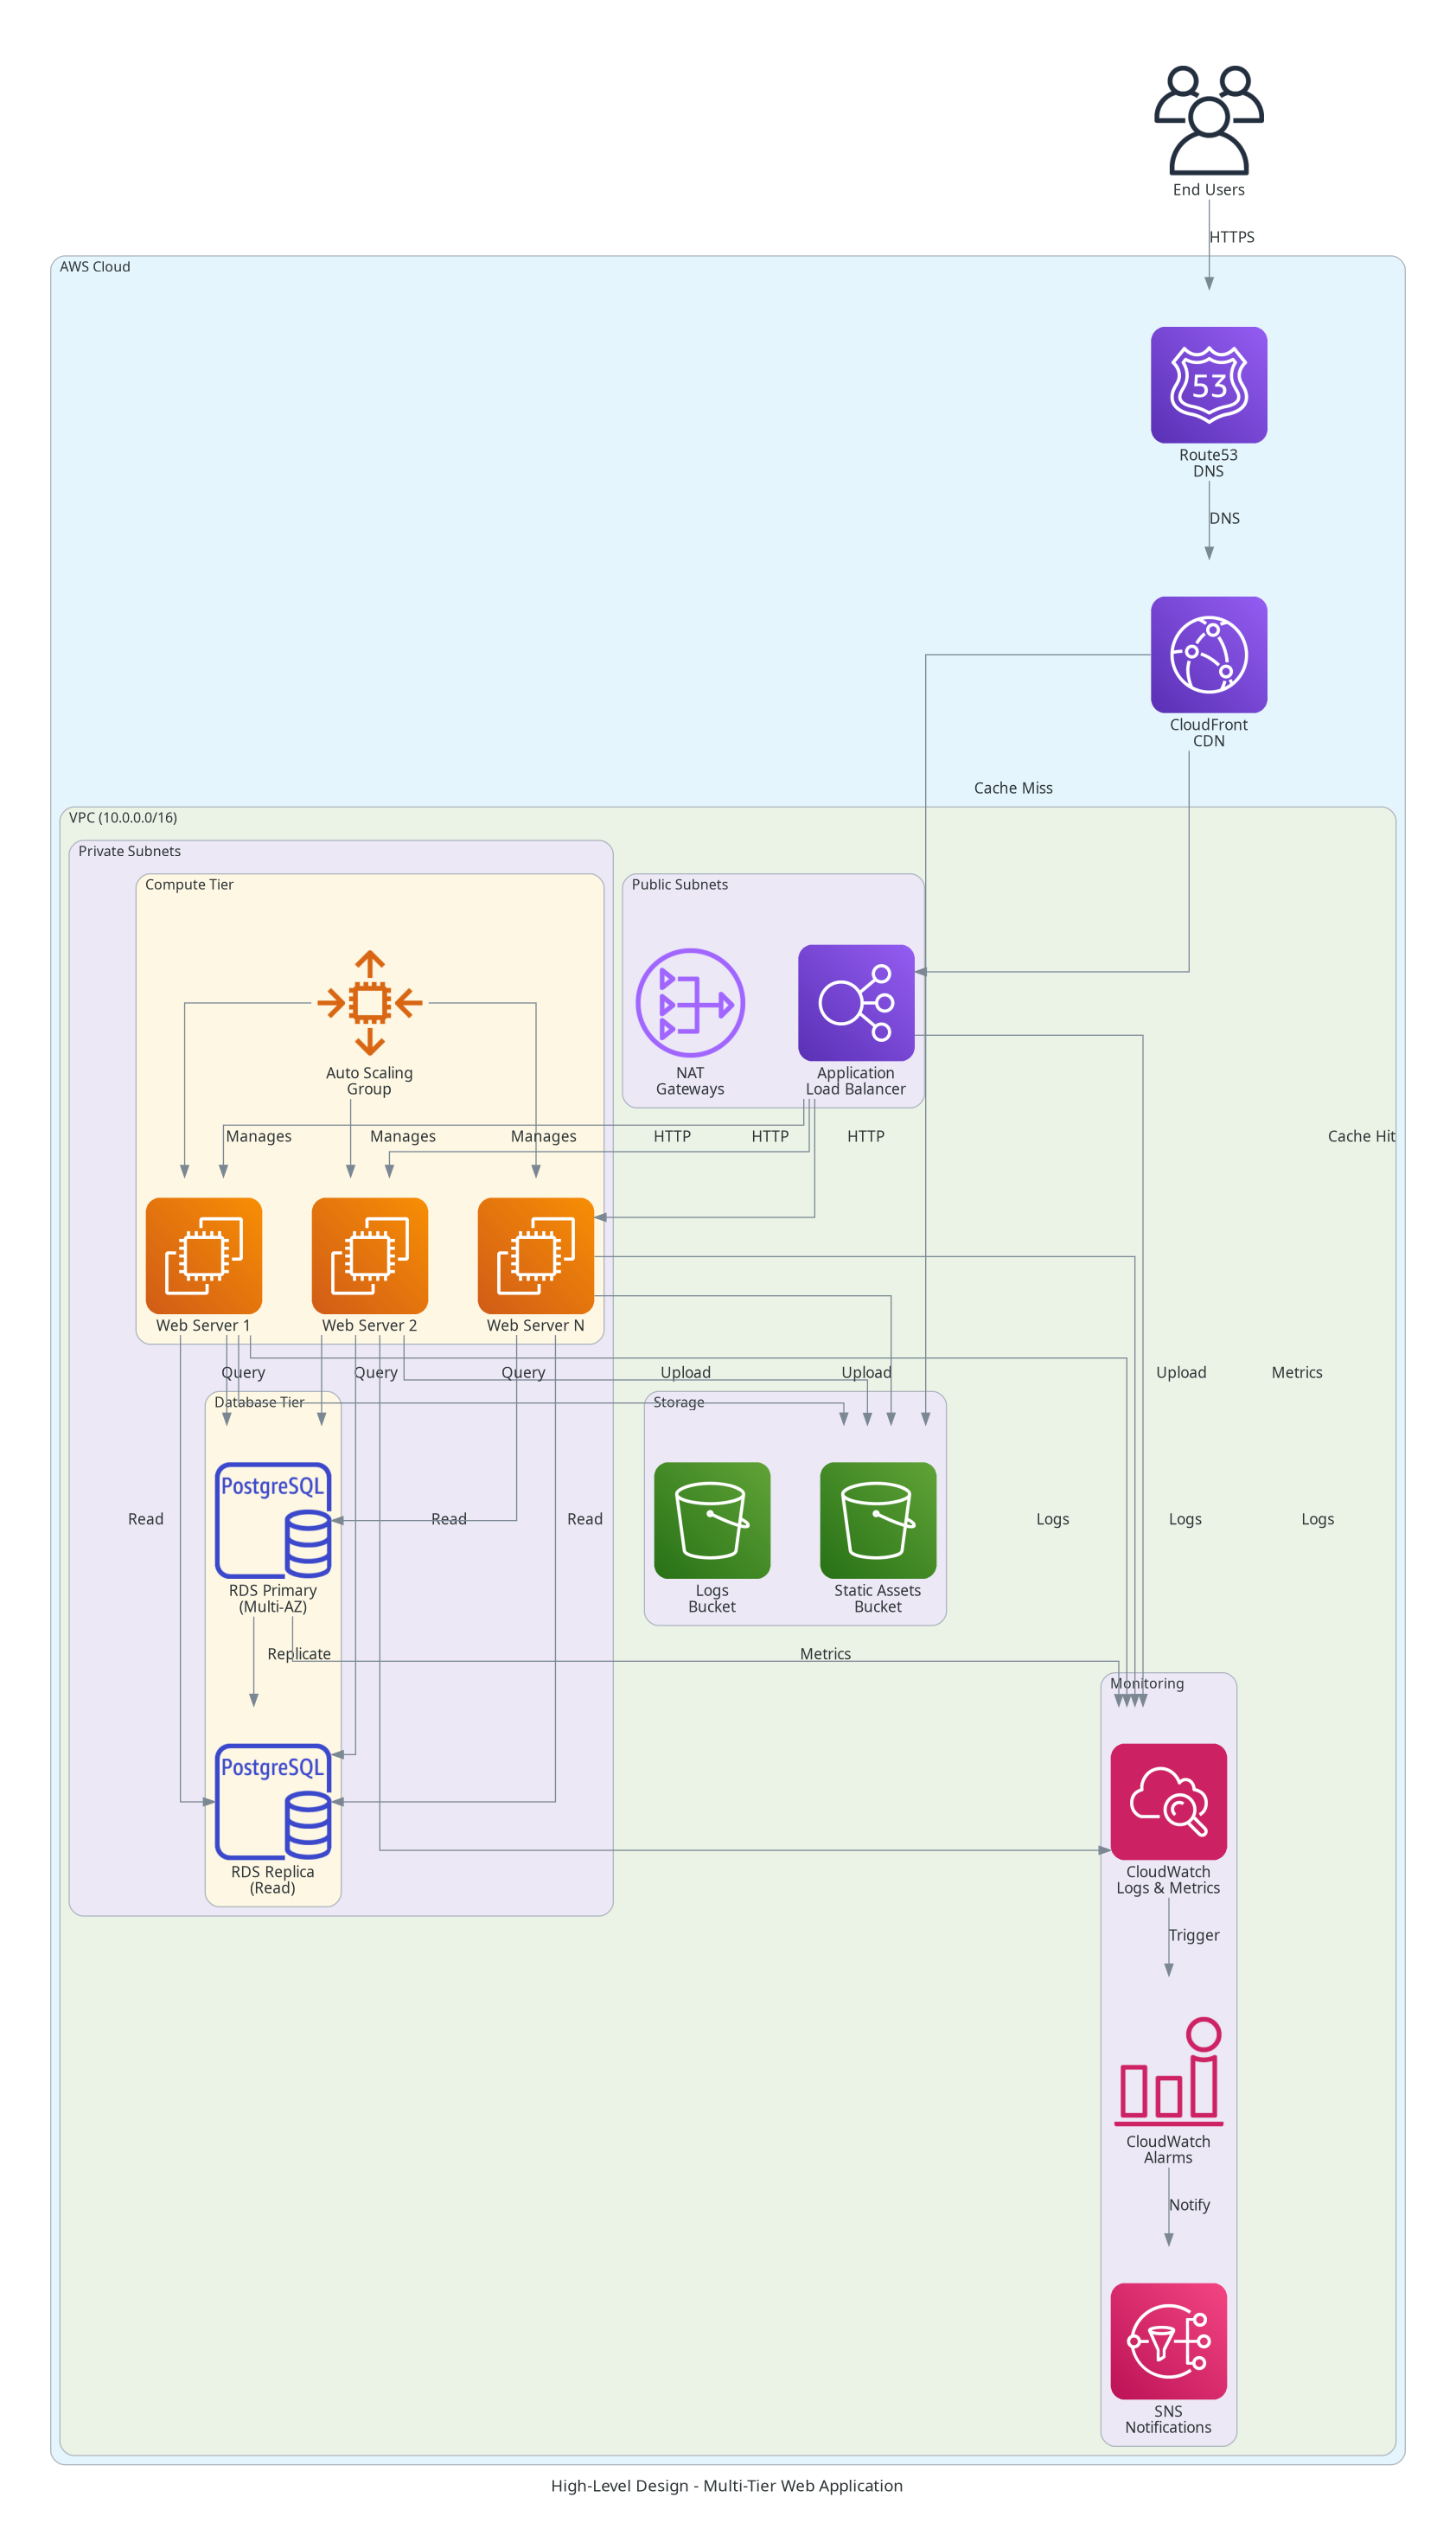 End Users
HTTPS
AWS Cloud
53
Route53
DNS
DNS
CloudFront
CDN
Cache Miss
VPC (10.0.0.0/16)
Private Subnets
Compute Tier
Public Subnets
Auto Scaling
Group
NAT
Gateways
Application
Load Balancer
Manages
Manages
Manages
HTTP
HTTP
HTTP
Cache Hit
Web Server 1
Web Server 2
Web Server N
Query
Query
Query
Upload
Upload
Upload
Metrics
Database Tier
Storage
PostgreSQL
Read
Read
Read
Logs
Logs
Logs
RDS Primary
(Multi-AZ)
Logs
Bucket
Static Assets
Bucket
Replicate
Metrics
Monitoring
PostgreSQL
RDS Replica
(Read)
CloudWatch
Logs & Metrics
Trigger
CloudWatch
Alarms
Notify
SNS
Notifications
High-Level Design - Multi-Tier Web Application